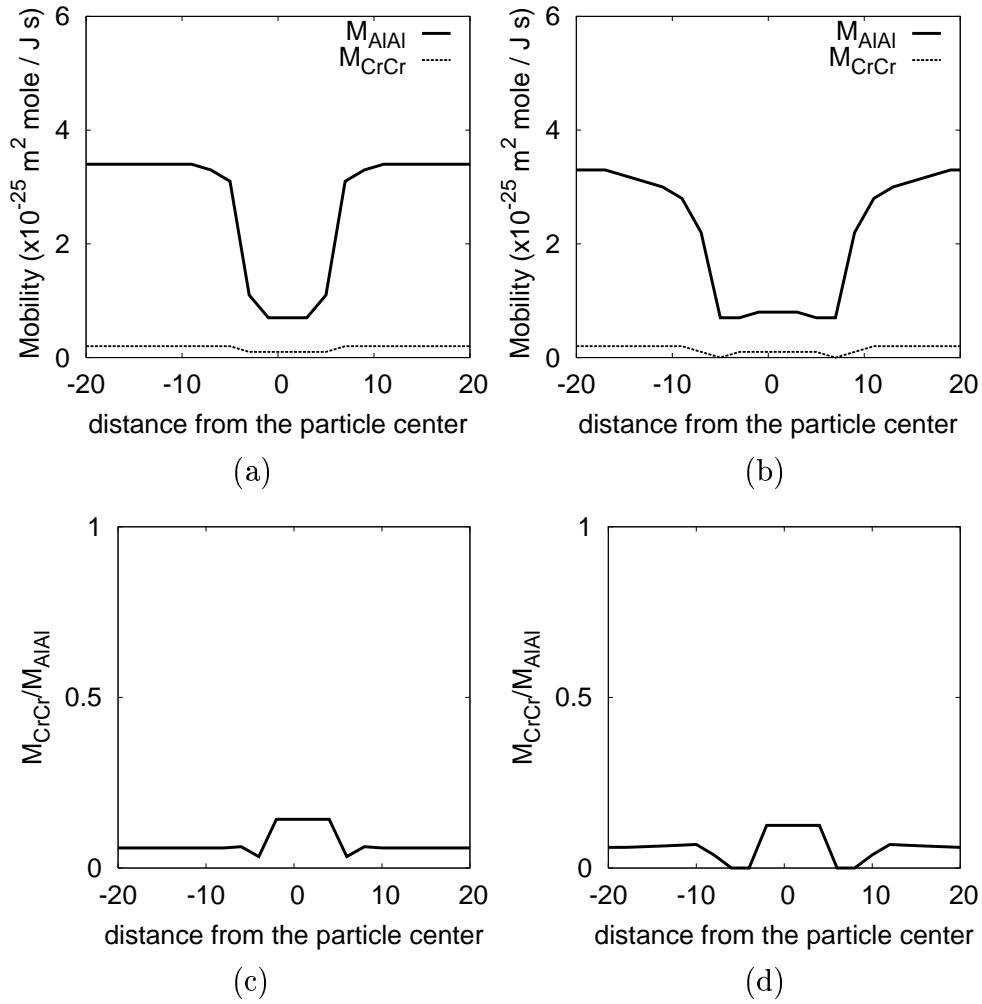 Mobility (x10⁻²⁵ m² mole / J s)
6
4
2
0
-20 -10 0 10 20
distance from the particle center
M_AlAl
M_CrCr
(a)
Mobility (x10⁻²⁵ m² mole / J s)
6
4
2
0
-20 -10 0 10 20
distance from the particle center
M_AlAl
M_CrCr
(b)
M_CrCr/M_AlAl
1
0.5
0
-20 -10 0 10 20
distance from the particle center
(c)
M_CrCr/M_AlAl
1
0.5
0
-20 -10 0 10 20
distance from the particle center
(d)